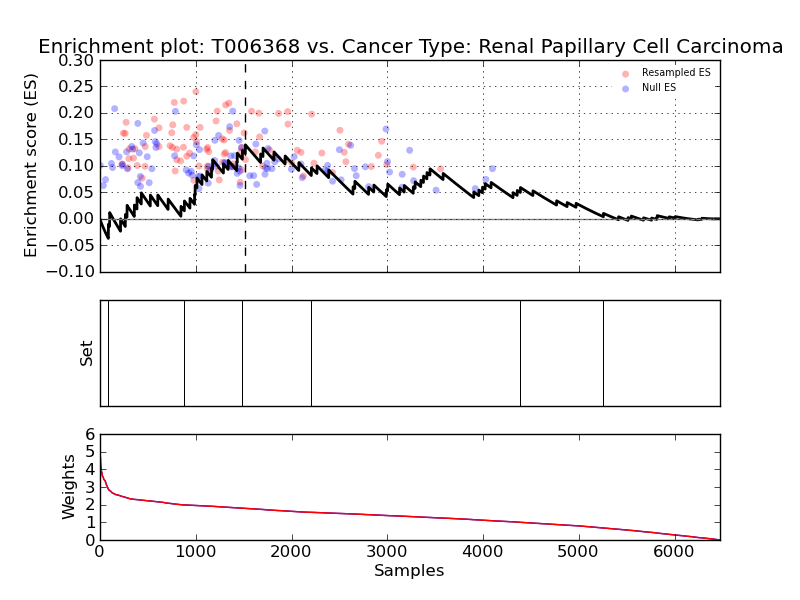 Enrichment plot: T006368 vs. Cancer Type: Renal Papillary Cell Carcinoma
0.30
0.25
0.20
0.15
0.10
0.05
0.00
−0.05
−0.10
Enrichment score (ES)
Resampled ES
Null ES
Set
6
5
4
3
2
1
0
Weights
0 1000 2000 3000 4000 5000 6000
Samples